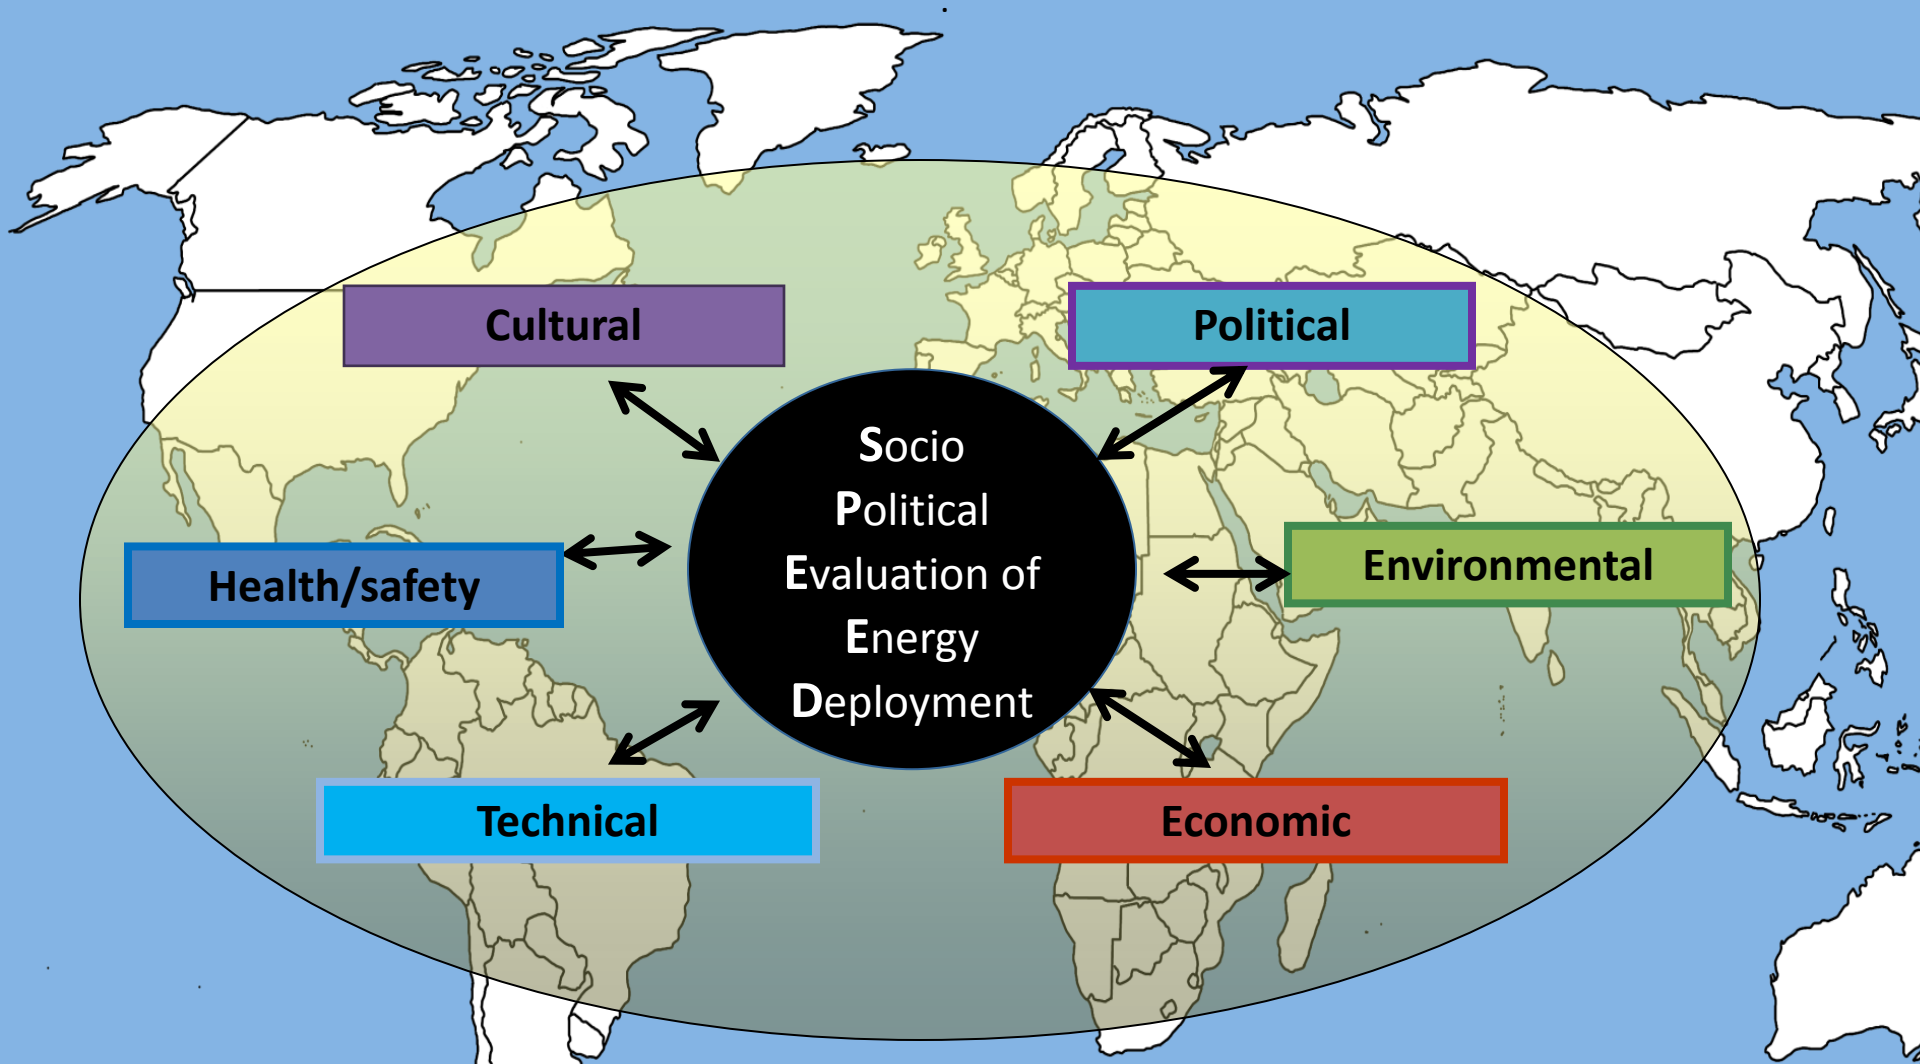 Cultural
Political
Socio
Political
Evaluation of
Energy
Deployment
Health/safety
Environmental
Technical
Economic